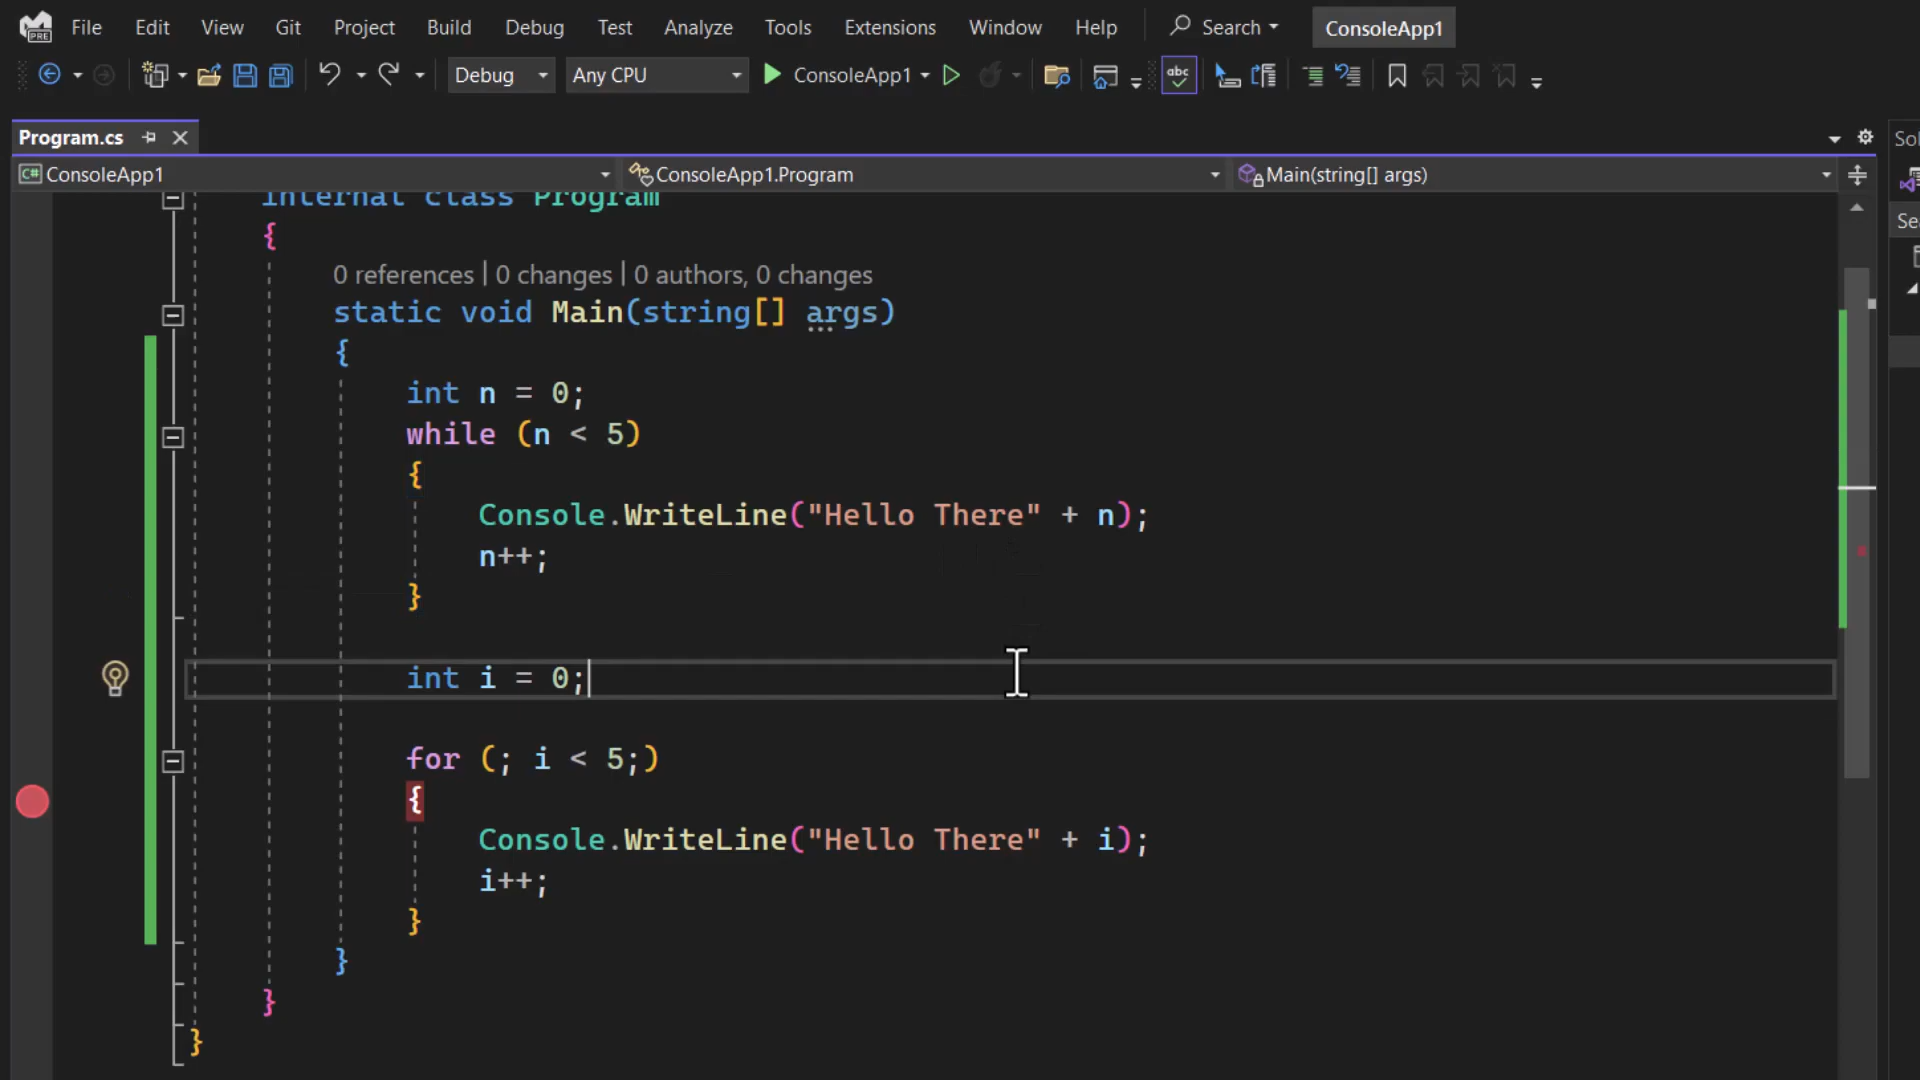 File Edit View Git Project Build Debug Test Analyze Tools Extensions Window Help Search ConsoleApp1
Debug Any CPU ConsoleApp1 abc
Program.cs
C# ConsoleApp1 ConsoleApp1.Program Main(string[] args)
internal class Program
{
0 references | 0 changes | 0 authors, 0 changes
static void Main(string[] args)
{
int n = 0;
while (n < 5)
{
Console.WriteLine("Hello There" + n);
n++;
}
int i = 0;
for (; i < 5;)
{
Console.WriteLine("Hello There" + i);
i++;
}
}
}
}